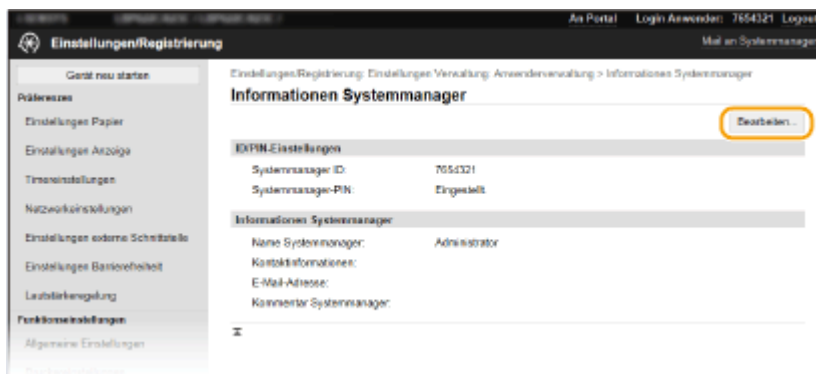 An Portal Login Anwender: 7654321 Logout
Einstellungen/Registrierung
Mail an Systemmanager
Gerät neu starten
Präferenzen
Einstellungen Papier
Einstellungen Anzeige
Timereinstellungen
Netzwerkeinstellungen
Einstellungen externe Schnittstelle
Einstellungen Barrierefreiheit
Lautstärkeregelung
Funktionseinstellungen
Allgemeine Einstellungen
Einstellungen/Registrierung: Einstellungen Verwaltung: Anwenderverwaltung > Informationen Systemmanager
Informationen Systemmanager
Bearbeiten...
ID/PIN-Einstellungen
Systemmanager ID: 7654321
Systemmanager-PIN: Eingestellt
Informationen Systemmanager
Name Systemmanager: Administrator
Kontaktinformationen:
E-Mail-Adresse:
Kommentar Systemmanager: